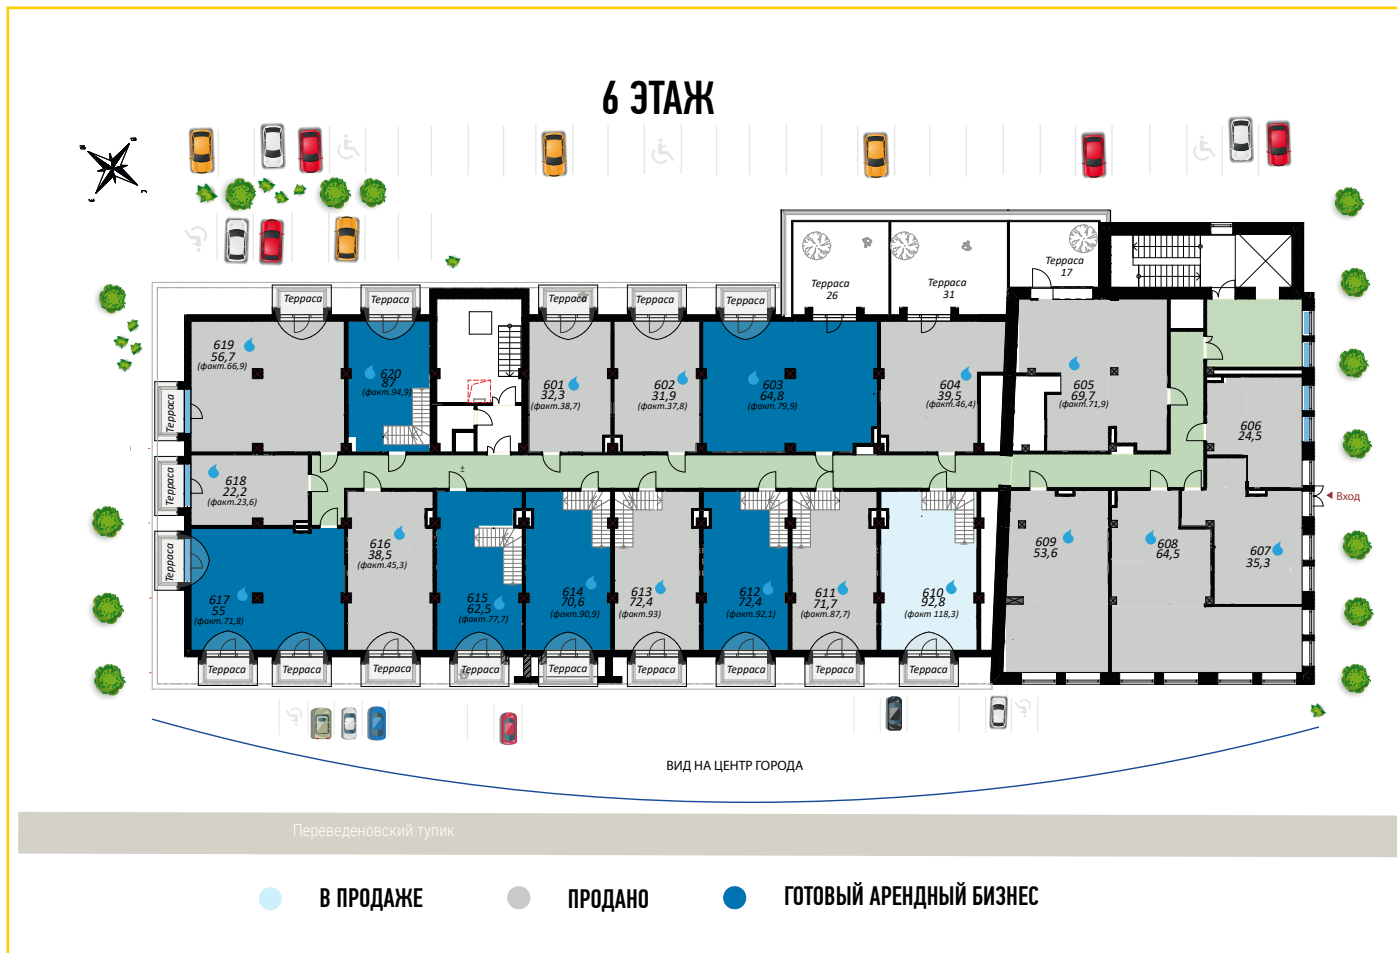 6 ЭТАЖ
Терраса
26
Терраса
31
Терраса
17
Терраса
Терраса
Терраса
Терраса
Терраса
619
56,7
(факт.66,9)
620
87
(факт.94,9)
601
32,3
(факт.38,7)
602
31,9
(факт.37,8)
603
64,8
(факт.79,9)
604
39,5
(факт.46,4)
605
69,7
(факт.71,9)
606
24,5
Терраса
Терраса
Терраса
618
22,2
(факт.23,6)
±
Вход
617
55
(факт.71,8)
616
38,5
(факт.45,3)
615
62,5
(факт.77,7)
614
70,6
(факт.90,9)
613
72,4
(факт.93)
612
72,4
(факт.92,1)
611
71,7
(факт.87,7)
610
92,8
(факт 118,3)
609
53,6
608
64,5
607
35,3
Терраса
Терраса
Терраса
Терраса
Терраса
Терраса
Терраса
Терраса
Терраса
ВИД НА ЦЕНТР ГОРОДА
Переведеновский тупик
В ПРОДАЖЕ
ПРОДАНО
ГОТОВЫЙ АРЕНДНЫЙ БИЗНЕС